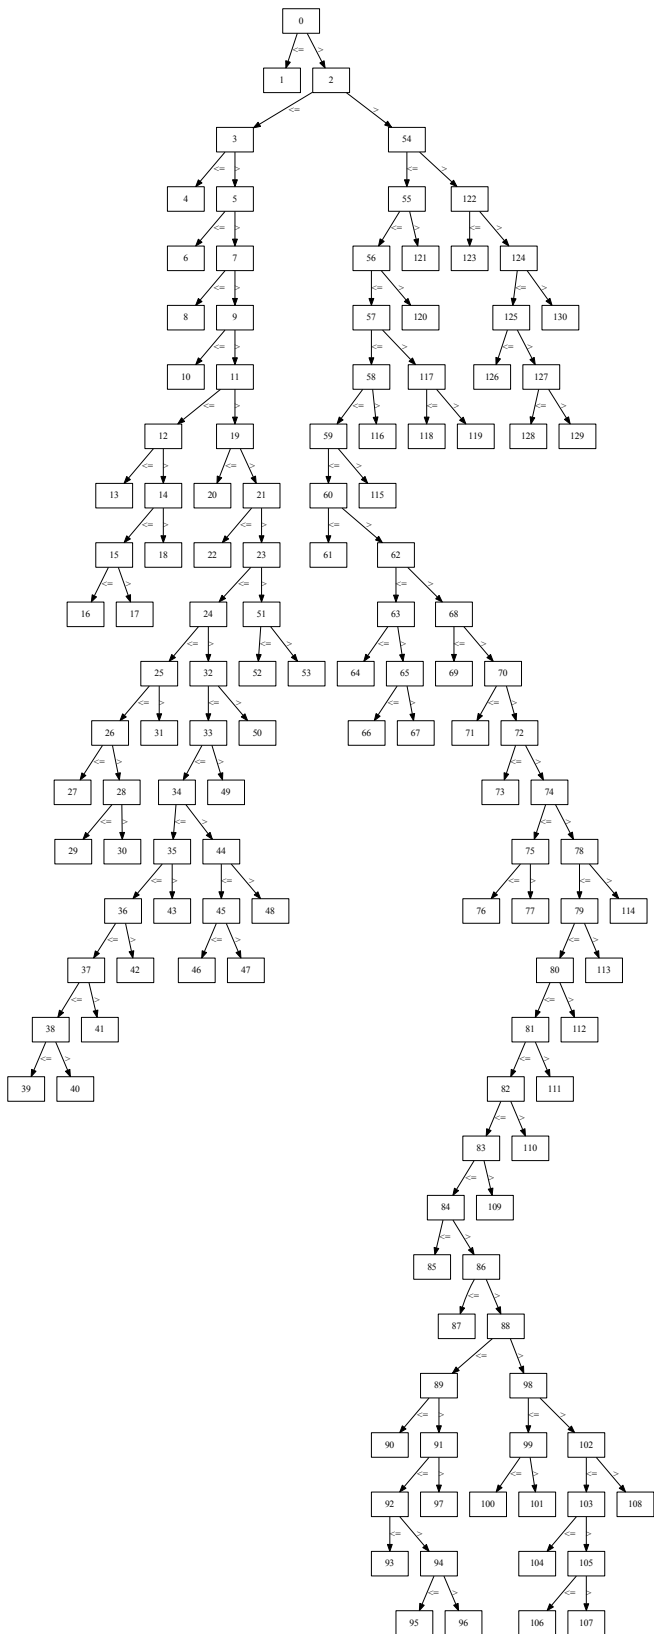 0
<= >
1 2
<= >
3 54
<= > <= >
4 5 55 122
<= > <= > <= >
6 7 56 121 123 124
<= > <= > <= >
8 9 57 120 125 130
<= > <= > <= >
10 11 58 117 126 127
<= > <= > <= > <= >
12 19 59 116 118 119 128 129
<= > <= > <= >
13 14 20 21 60 115
<= > <= > <= >
15 18 22 23 61 62
<= > <= > <= >
16 17 24 51 63 68
<= > <= > <= > <= >
25 32 52 53 64 65 69 70
<= > <= > <= > <= >
26 31 33 50 66 67 71 72
<= > <= > <= >
27 28 34 49 73 74
<= > <= > <= >
29 30 35 44 75 78
<= > <= > <= > <= >
36 43 45 48 76 77 79 114
<= > <= > <= >
37 42 46 47 80 113
<= > <= >
38 41 81 112
<= > <= >
39 40 82 111
<= >
83 110
<= >
84 109
<= >
85 86
<= >
87 88
<= >
89 98
<= > <= >
90 91 99 102
<= > <= > <= >
92 97 100 101 103 108
<= > <= >
93 94 104 105
<= > <= >
95 96 106 107